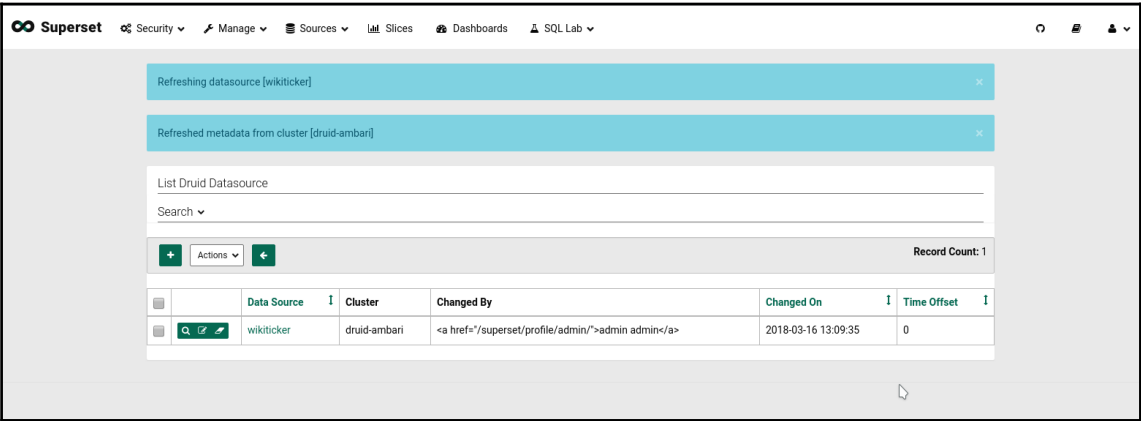 Superset Security Manage Sources Slices Dashboards SQL Lab
Refreshing datasource [wikiticker] ×
Refreshed metadata from cluster [druid-ambari] ×
List Druid Datasource
Search
Actions Record Count: 1
Data Source Cluster Changed By Changed On Time Offset
wikiticker druid-ambari <a href="/superset/profile/admin/">admin admin</a> 2018-03-16 13:09:35 0